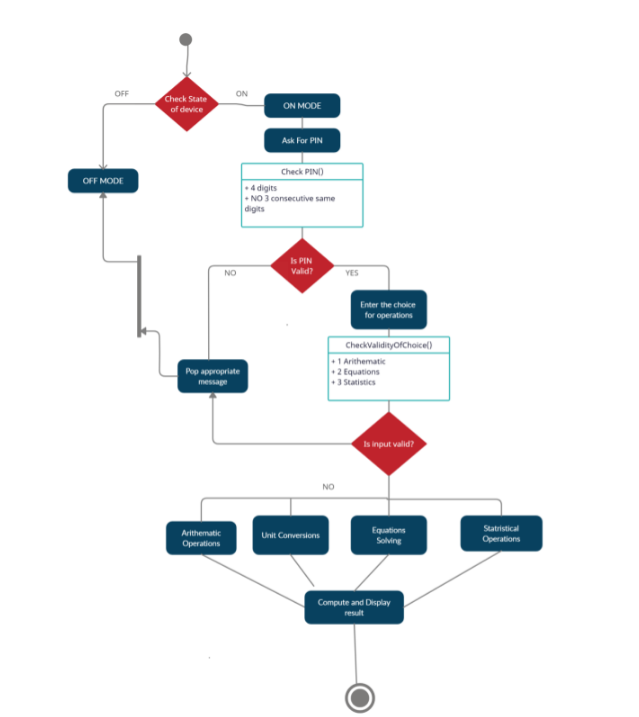 OFF
ON
Check State
of device
ON MODE
Ask For PIN
OFF MODE
Check PIN()
+ 4 digits
+ NO 3 consecutive same
digits
Is PIN
Valid?
NO
YES
Enter the choice
for operations
CheckValidityOfChoice()
+ 1 Arithematic
+ 2 Equations
+ 3 Statistics
Pop appropriate
message
Is input valid?
NO
Arithematic
Operations
Unit Conversions
Equations
Solving
Statristical
Operations
Compute and Display
result